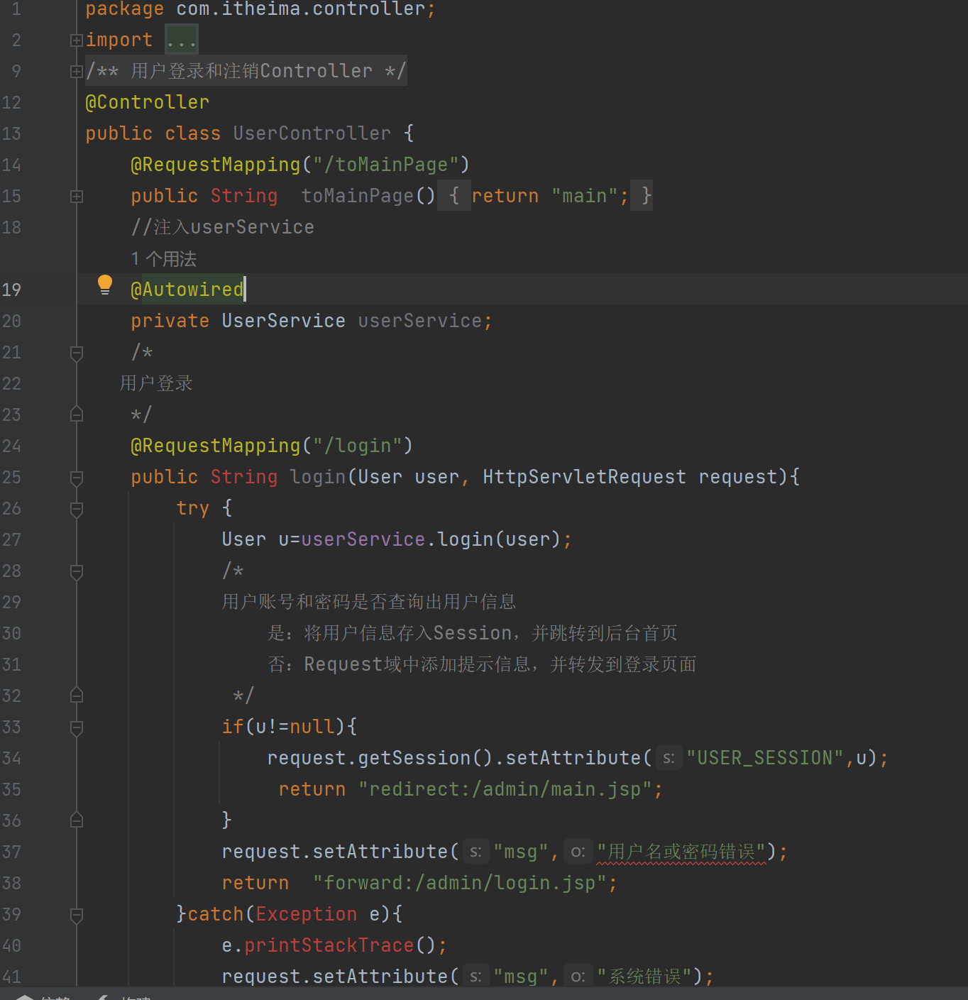 1 package com.itheima.controller;
2 import ...
9 /** 用户登录和注销Controller */
12 @Controller
13 public class UserController {
14 @RequestMapping("/toMainPage")
15 public String  toMainPage() { return "main"; }
18 //注入userService
1 个用法
19 @Autowired
20 private UserService userService;
21 /*
22 用户登录
23 */
24 @RequestMapping("/login")
25 public String login(User user, HttpServletRequest request){
26 try {
27 User u=userService.login(user);
28 /*
29 用户账号和密码是否查询出用户信息
30 是：将用户信息存入Session，并跳转到后台首页
31 否：Request域中添加提示信息，并转发到登录页面
32 */
33 if(u!=null){
34 request.getSession().setAttribute( s: "USER_SESSION",u);
35 return "redirect:/admin/main.jsp";
36 }
37 request.setAttribute( s: "msg", o: "用户名或密码错误");
38 return  "forward:/admin/login.jsp";
39 }catch(Exception e){
40 e.printStackTrace();
41 request.setAttribute( s: "msg", o: "系统错误");